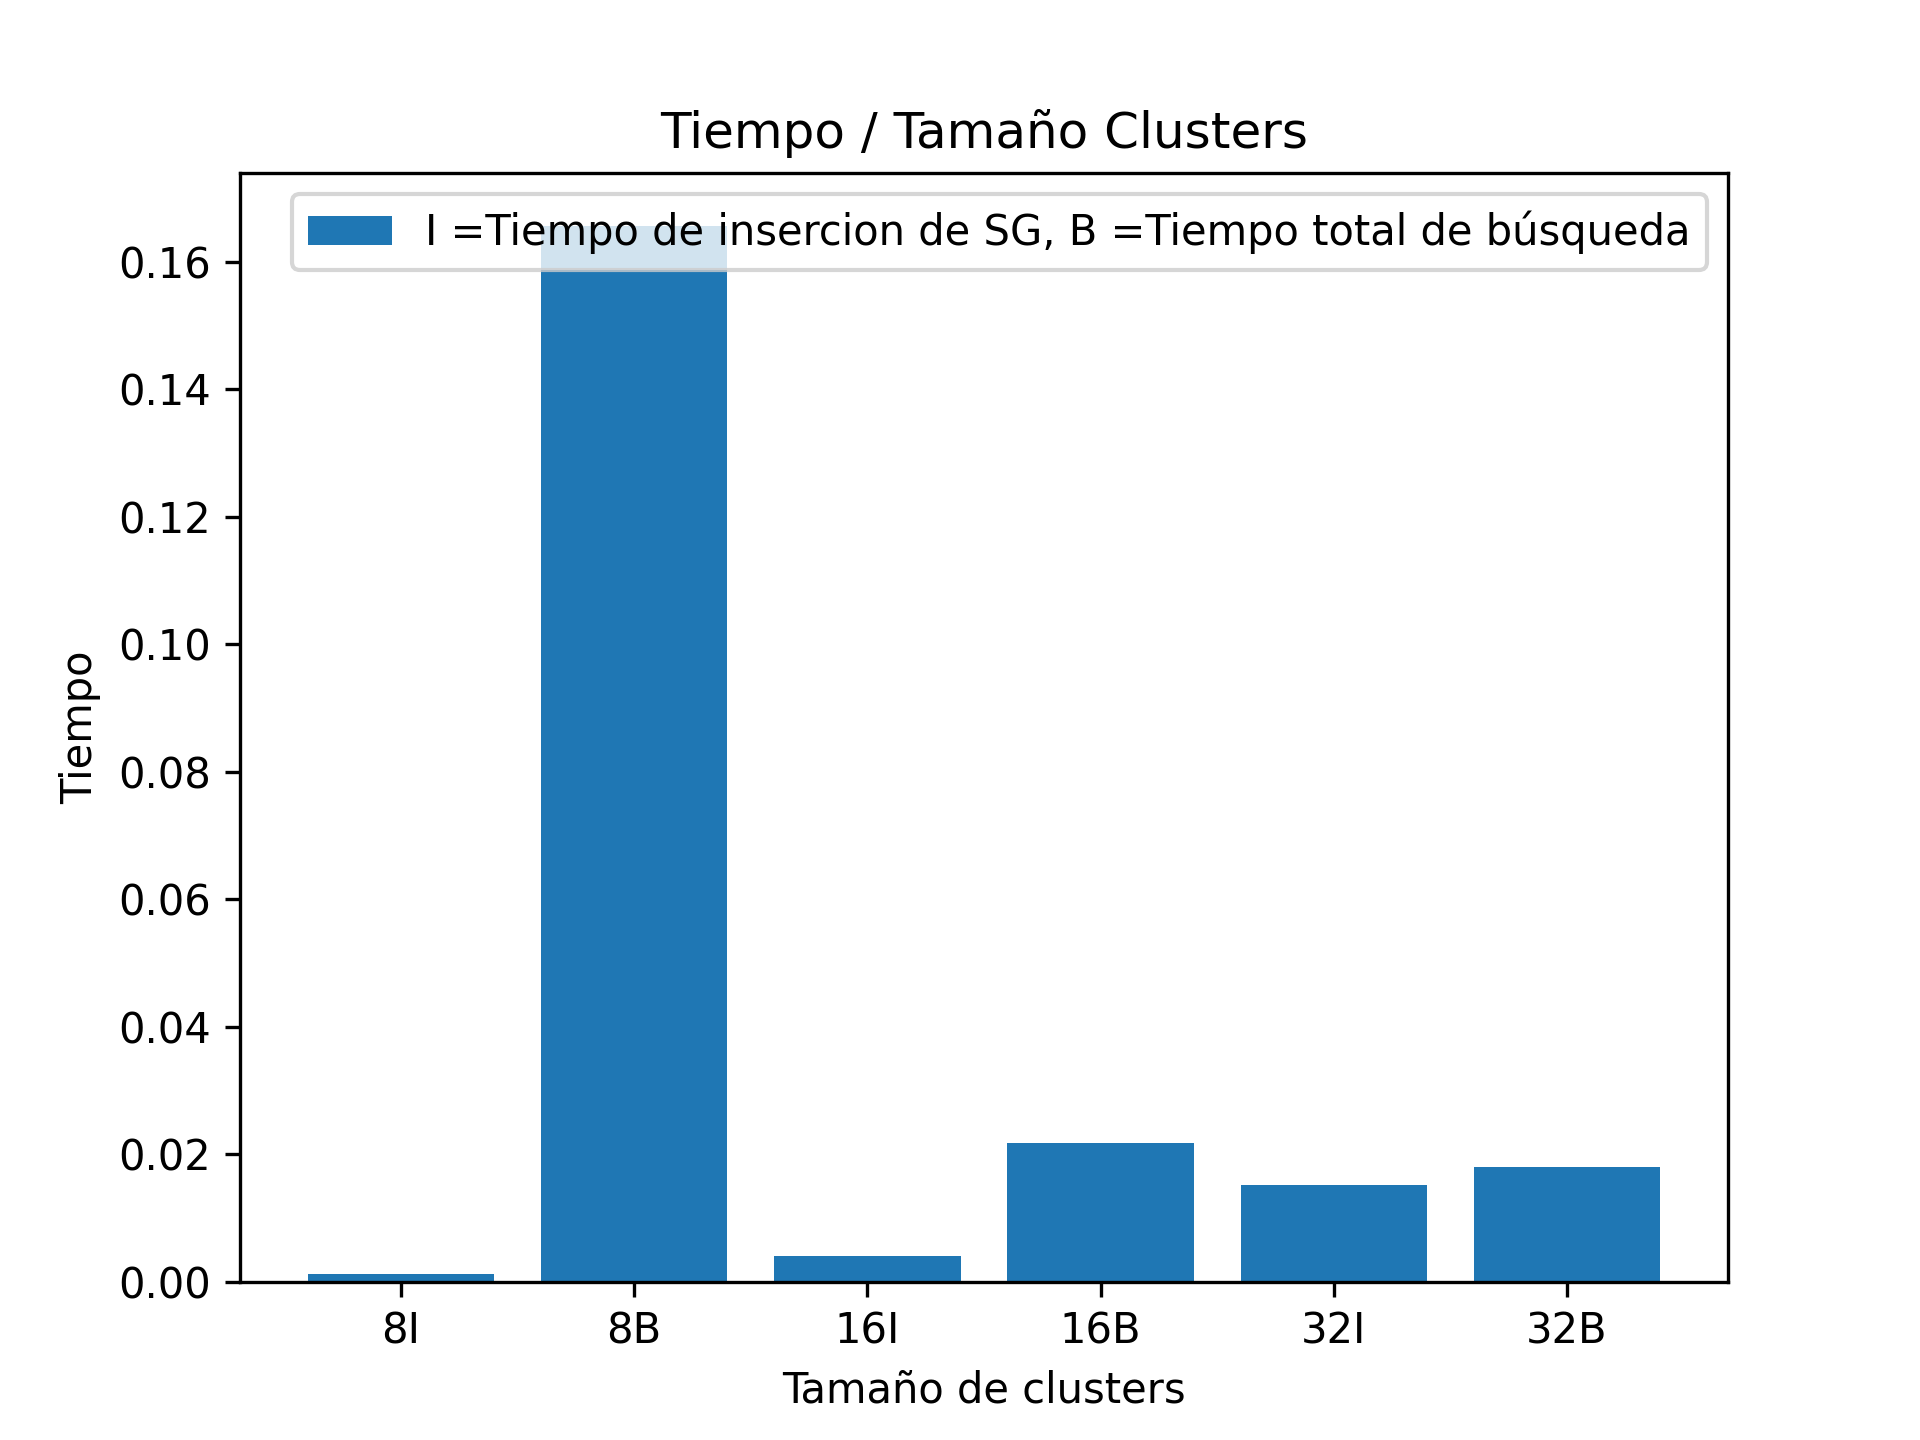 Tiempo / Tamaño Clusters
I =Tiempo de insercion de SG, B =Tiempo total de búsqueda
0.16
0.14
0.12
0.10
0.08
0.06
0.04
0.02
0.00
Tiempo
8I 8B 16I 16B 32I 32B
Tamaño de clusters